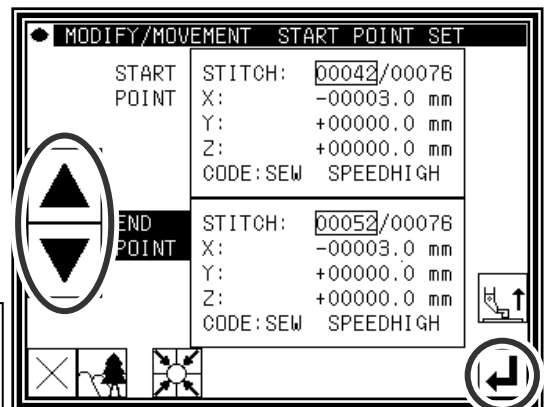 MODIFY/MOVEMENT START POINT SET
START POINT
STITCH: 00042/00076
X: -00003.0 mm
Y: +00000.0 mm
Z: +00000.0 mm
CODE:SEW SPEEDHIGH
END POINT
STITCH: 00052/00076
X: -00003.0 mm
Y: +00000.0 mm
Z: +00000.0 mm
CODE:SEW SPEEDHIGH